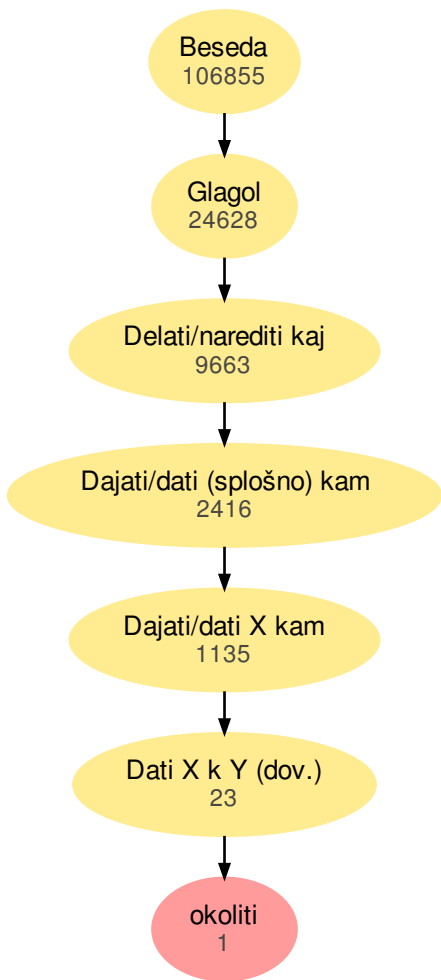 Beseda
106855
Glagol
24628
Delati/narediti kaj
9663
Dajati/dati (splošno) kam
2416
Dajati/dati X kam
1135
Dati X k Y (dov.)
23
okoliti
1